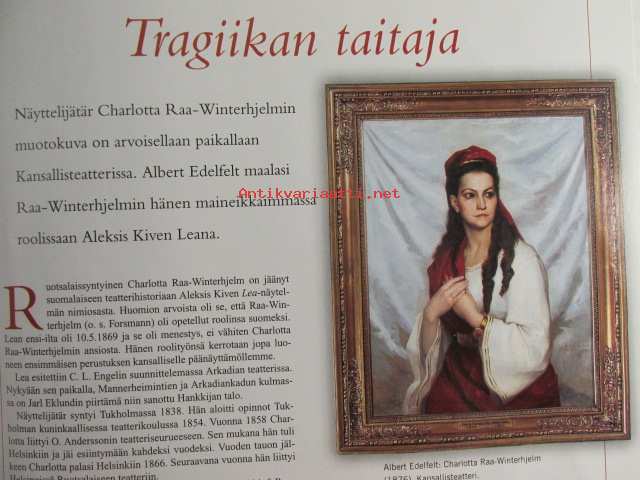 Tragiikan taitaja
Näyttelijätär Charlotta Raa-Winterhjelmin
muotokuva on arvoisellaan paikallaan
Kansallisteatterissa. Albert Edelfelt maalasi
Raa-Winterhjelmin hänen maineikkaimmassa
roolissaan Aleksis Kiven Leana.
Antikvariaatti.net
Ruotsalaissyntyinen Charlotta Raa-Winterhjelm on jäänyt
suomalaiseen teatterihistoriaan Aleksis Kiven Lea-näytel-
män nimiosasta. Huomion arvoista oli se, että Raa-Win-
terhjelm (o. s. Forsmann) oli opetellut roolinsa suomeksi.
Lean ensi-ilta oli 10.5.1869 ja se oli menestys, ei vähiten Charlotta
Raa-Winterhjelmin ansiosta. Hänen roolityönsä kerrotaan jopa luo-
neen ensimmäisen perustuksen kansalliselle päänäyttämöllemme.
Lea esitettiin C. L. Engelin suunnittelemassa Arkadian teatterissa.
Nykyään sen paikalla, Mannerheimintien ja Arkadiankadun kulmas-
sa on Jarl Eklundin piirtämä niin sanottu Hankkijan talo.
Näyttelijätär syntyi Tukholmassa 1838. Hän aloitti opinnot Tuk-
holman kuninkaallisessa teatterikoulussa 1854. Vuonna 1858 Char-
lotta liittyi O. Anderssonin teatteriseurueeseen. Sen mukana hän tuli
Helsinkiin ja jäi esiintymään kahdeksi vuodeksi. Vuoden tauon jäl-
keen Charlotta palasi Helsinkiin 1866. Seuraavana vuonna hän liittyi
Ruotsalaiseen teatteriin.
Albert Edelfelt: Charlotta Raa-Winterhjelm
(1876). Kansallisteatteri.